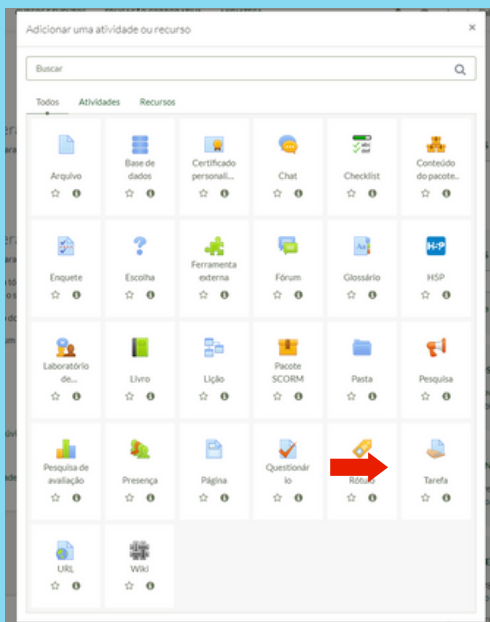 Adicionar uma atividade ou recurso
×
Buscar
Todos Atividades Recursos
Arquivo
Base de
dados
Certificado
personali...
Chat
Checklist
Conteúdo
do pacote...
Enquete
Escolha
Ferramenta
externa
Fórum
Glossário
H5P
Laboratório
de...
Livro
Lição
Pacote
SCORM
Pasta
Pesquisa
Pesquisa de
avaliação
Presença
Página
Questionár
io
Rótulo
Tarefa
URL
Wiki